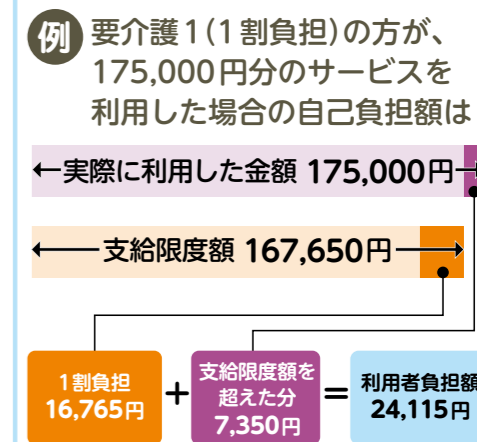 例
要介護1(1割負担)の方が、
175,000円分のサービスを
利用した場合の自己負担額は
←実際に利用した金額 175,000円→
←支給限度額 167,650円→
1割負担
16,765円
+
支給限度額を
超えた分
7,350円
=
利用者負担額
24,115円